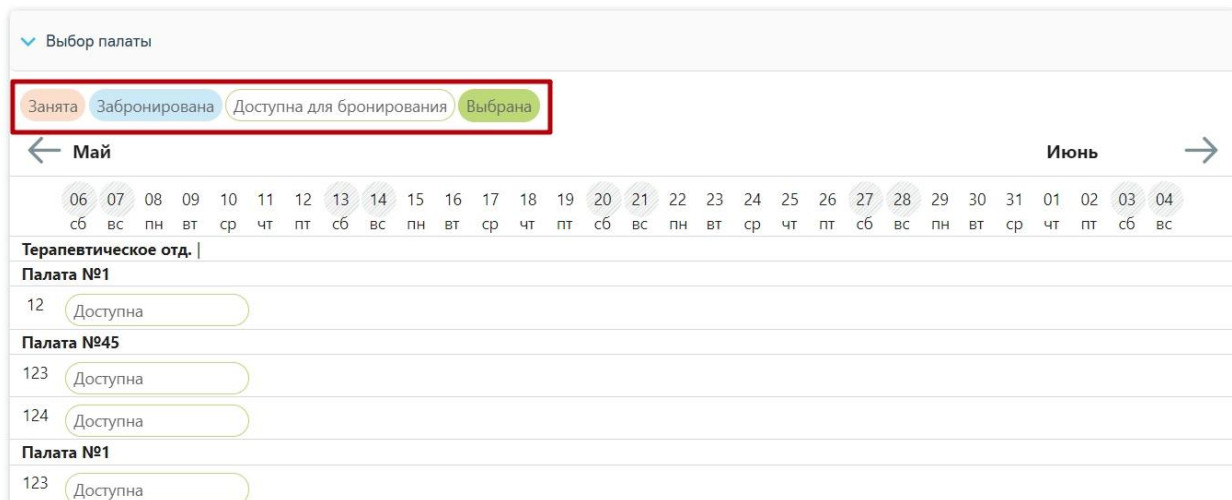 Выбор палаты
Занята Забронирована Доступна для бронирования Выбрана
Май Июнь
06 07 08 09 10 11 12 13 14 15 16 17 18 19 20 21 22 23 24 25 26 27 28 29 30 31 01 02 03 04
сб вс пн вт ср чт пт сб вс пн вт ср чт пт сб вс пн вт ср чт пт сб вс пн вт ср чт пт сб вс
Терапевтическое отд. |
Палата №1
12 Доступна
Палата №45
123 Доступна
124 Доступна
Палата №1
123 Доступна